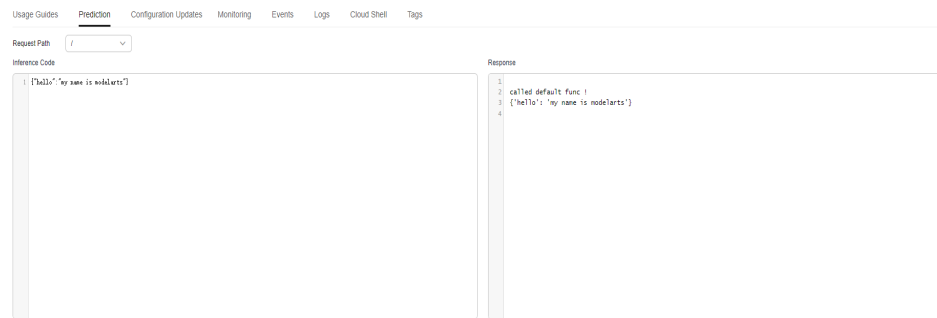 Usage Guides Prediction Configuration Updates Monitoring Events Logs Cloud Shell Tags
Request Path /
Inference Code Response
1 {"hello":"my name is modelarts"}
1
2 called default func !
3 {'hello': 'my name is modelarts'}
4